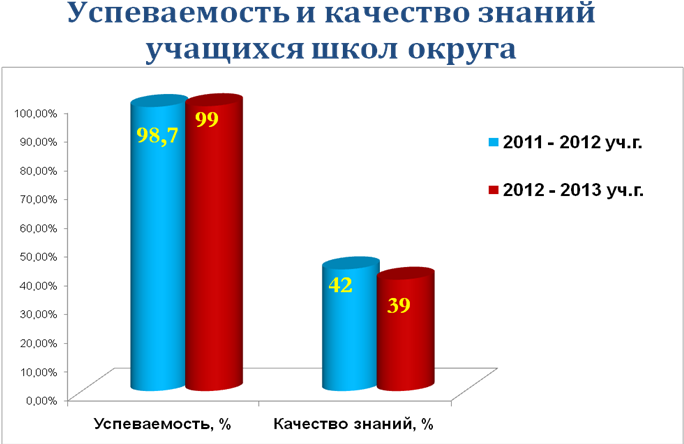 Успеваемость и качество знаний
учащихся школ округа
100,00%
90,00%
80,00%
70,00%
60,00%
50,00%
40,00%
30,00%
20,00%
10,00%
0,00%
98,7
99
42
39
Успеваемость, %
Качество знаний, %
2011 - 2012 уч.г.
2012 - 2013 уч.г.